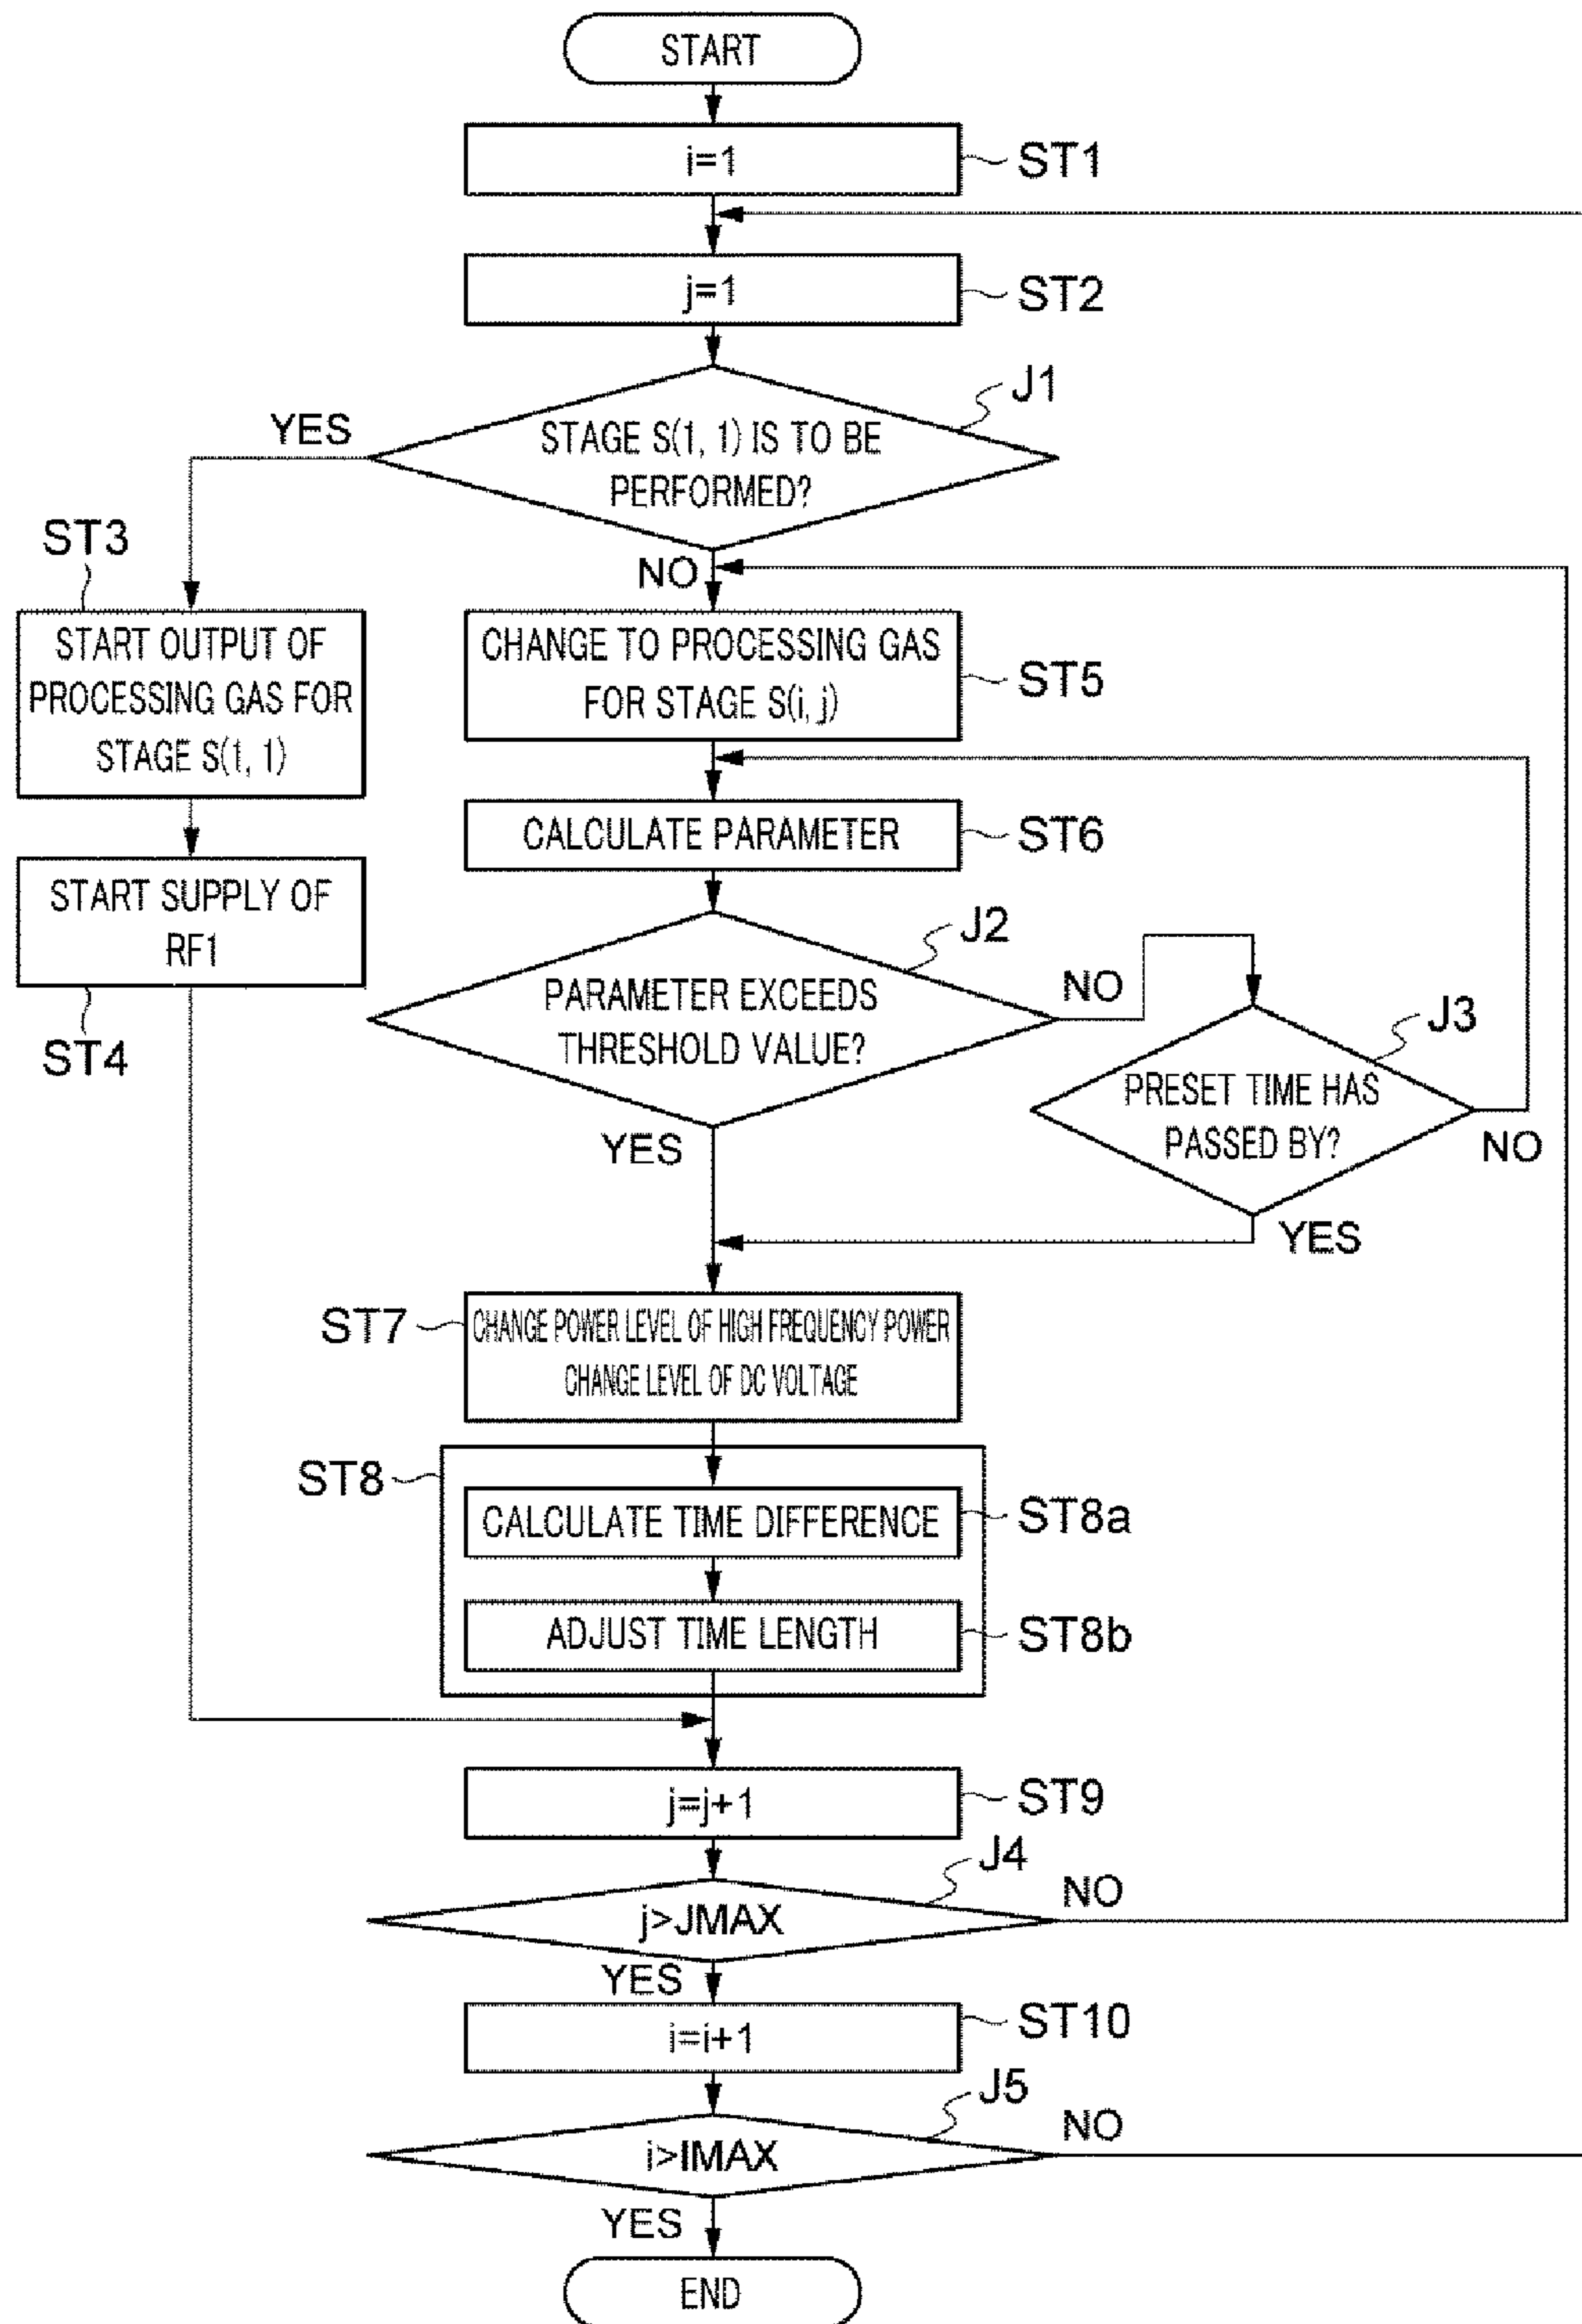 START
i=1
ST1
j=1
ST2
J1
YES
STAGE S(1, 1) IS TO BE
PERFORMED?
NO
ST3
START OUTPUT OF
PROCESSING GAS FOR
STAGE S(1, 1)
START SUPPLY OF
RF1
ST4
CHANGE TO PROCESSING GAS
FOR STAGE S(i, j)
ST5
CALCULATE PARAMETER
ST6
J2
PARAMETER EXCEEDS
THRESHOLD VALUE?
NO
YES
J3
PRESET TIME HAS
PASSED BY?
NO
YES
ST7
CHANGE POWER LEVEL OF HIGH FREQUENCY POWER
CHANGE LEVEL OF DC VOLTAGE
ST8
CALCULATE TIME DIFFERENCE
ST8a
ADJUST TIME LENGTH
ST8b
j=j+1
ST9
J4
j>JMAX
NO
YES
i=i+1
ST10
J5
i>IMAX
NO
YES
END